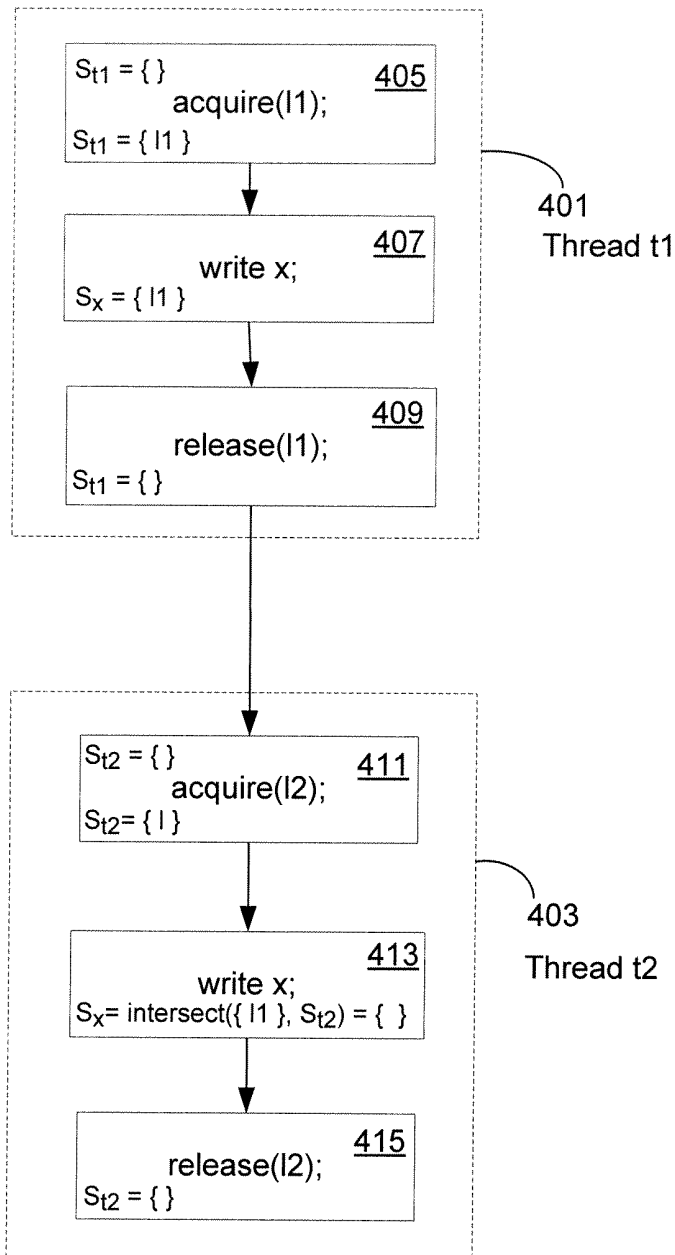 S_t1 = { } 405
acquire(l1);
S_t1 = { l1 }
401
Thread t1
407
write x;
S_x = { l1 }
409
release(l1);
S_t1 = { }
S_t2 = { } 411
acquire(l2);
S_t2= { l }
403
Thread t2
413
write x;
S_x= intersect({ l1 }, S_t2) = { }
415
release(l2);
S_t2 = { }